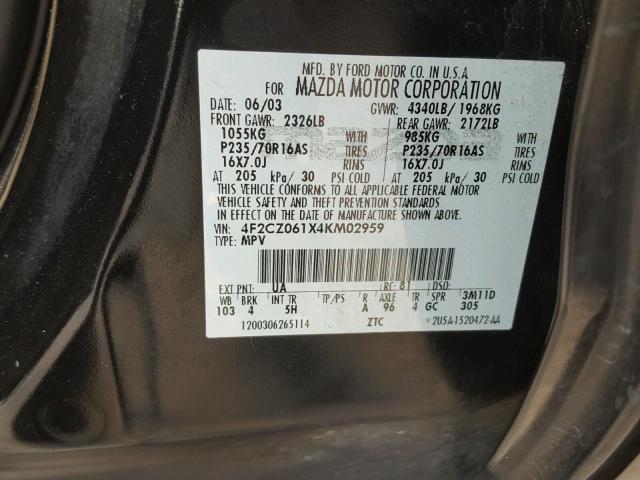 MFD. BY FORD MOTOR CO. IN U.S.A.
FOR MAZDA MOTOR CORPORATION
DATE: 06/03 GVWR: 4340LB/ 1968KG
FRONT GAWR: 2326LB REAR GAWR: 2172LB
1055KG WITH 985KG WITH
P235/70R16AS TIRES P235/70R16AS TIRES
16X7.0J RIMS 16X7.0J RIMS
AT 205 kPa/ 30 PSI COLD AT 205 kPa/ 30 PSI COLD
THIS VEHICLE CONFORMS TO ALL APPLICABLE FEDERAL MOTOR
VEHICLE SAFETY AND THEFT PREVENTION STANDARDS
IN EFFECT ON THE DATE OF MANUFACTURE SHOWN ABOVE.
VIN: 4F2CZ061X4KM02959
TYPE: MPV
EXT PNT: UA RC: 81 DSO:
WB BRK INT TR TP/PS R AXLE TR SPR 3M11D
103 4 5H A 96 4 GC 305
1200306265114 ZTC 2U5A-1520472-AA